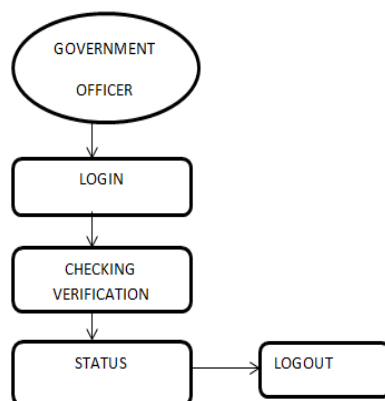 GOVERNMENT
OFFICER
LOGIN
CHECKING
VERIFICATION
STATUS
LOGOUT